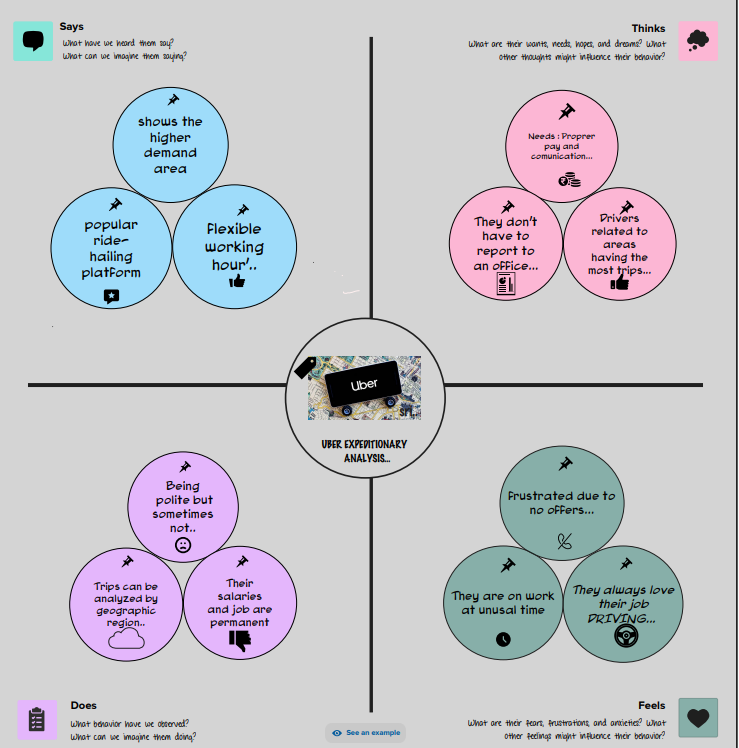 Says
What have we heard them say?
What can we imagine them saying?
Thinks
What are their wants, needs, hopes, and dreams? What
other thoughts might influence their behavior?
shows the
higher
demand
area
popular
ride-
hailing
platform
flexible
working
hour'..
Needs : Proprer
pay and
comunication...
They don't
have to
report to
an office...
Drivers
related to
areas
having the
most trips...
Uber
UBER EXPEDITIONARY
ANALYSIS...
Being
polite but
sometimes
not..
Trips can be
analyzed by
geographic
region..
Their
salaries
and job are
permanent
frustrated due to
no offers...
They are on work
at unusal time
They always love
their job
DRIVING...
Does
What behavior have we observed?
What can we imagine them doing?
See an example
Feels
What are their fears, frustrations, and anxieties? What
other feelings might influence their behavior?